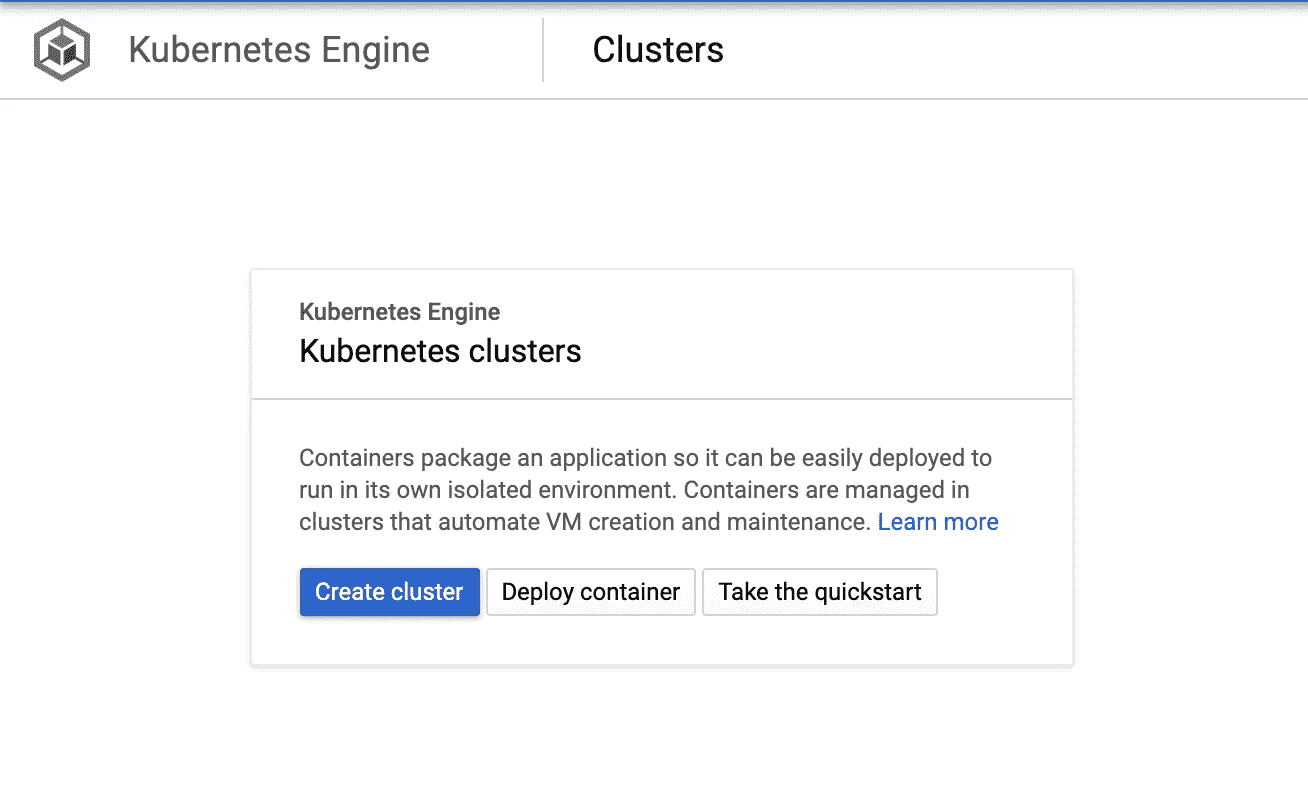 Kubernetes Engine
Clusters
Kubernetes Engine
Kubernetes clusters
Containers package an application so it can be easily deployed to
run in its own isolated environment. Containers are managed in
clusters that automate VM creation and maintenance. Learn more
Create cluster
Deploy container
Take the quickstart